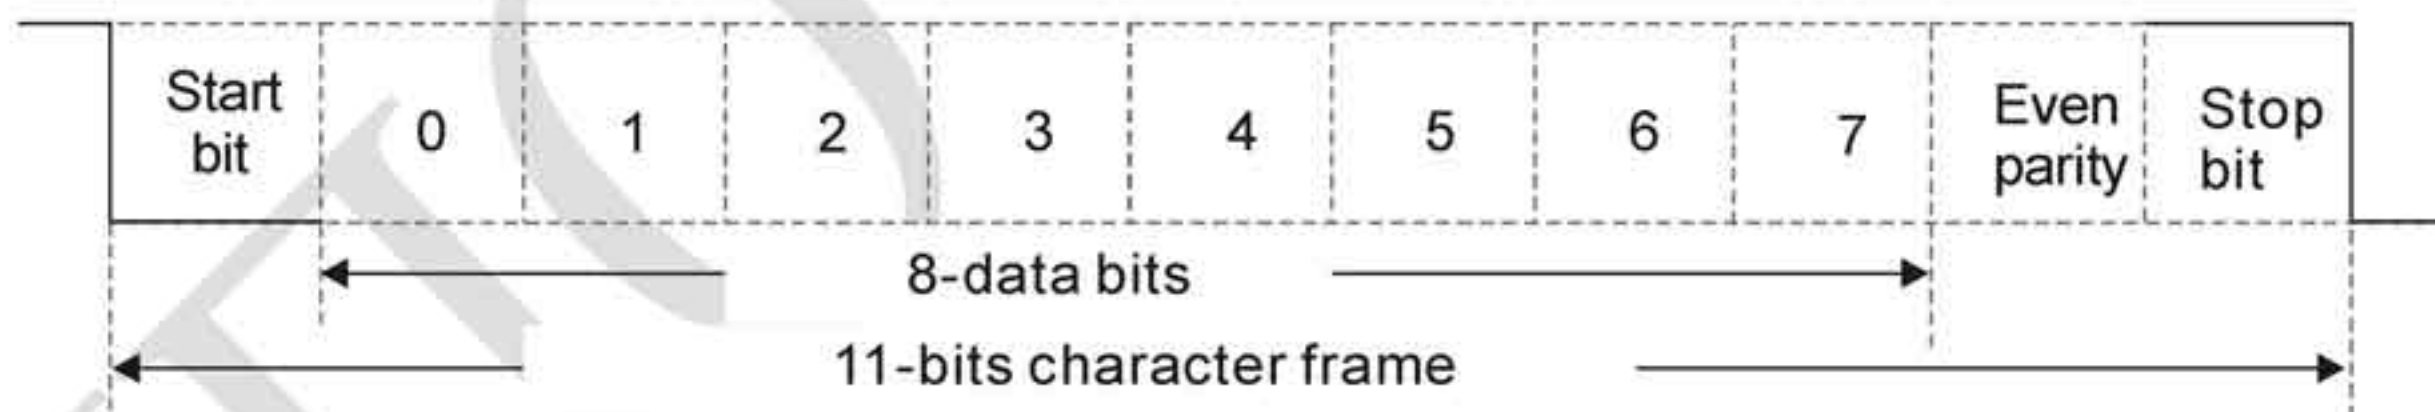 Start
bit
0
1
2
3
4
5
6
7
Even
parity
Stop
bit
8-data bits
11-bits character frame